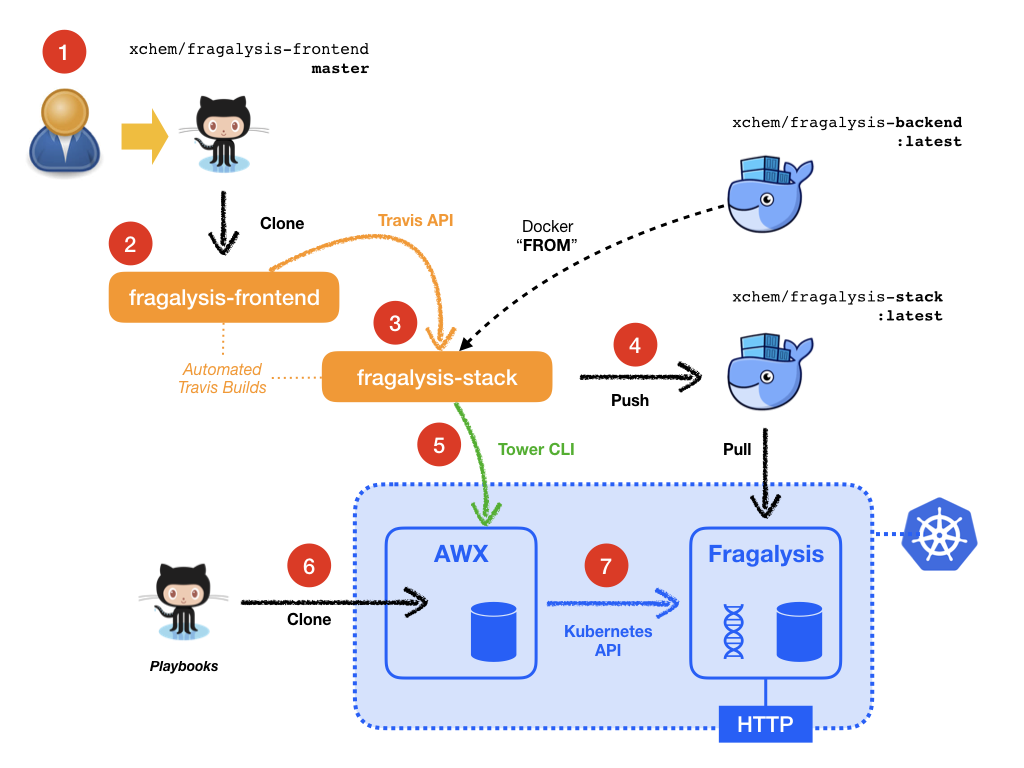 1
xchem/fragalysis-frontend
master
xchem/fragalysis-backend
:latest
Clone
Travis API
Docker
“FROM”
2
fragalysis-frontend
xchem/fragalysis-stack
:latest
3
4
Automated
Travis Builds
fragalysis-stack
Push
5
Tower CLI
Pull
AWX
Fragalysis
6
7
Clone
Kubernetes
API
Playbooks
HTTP